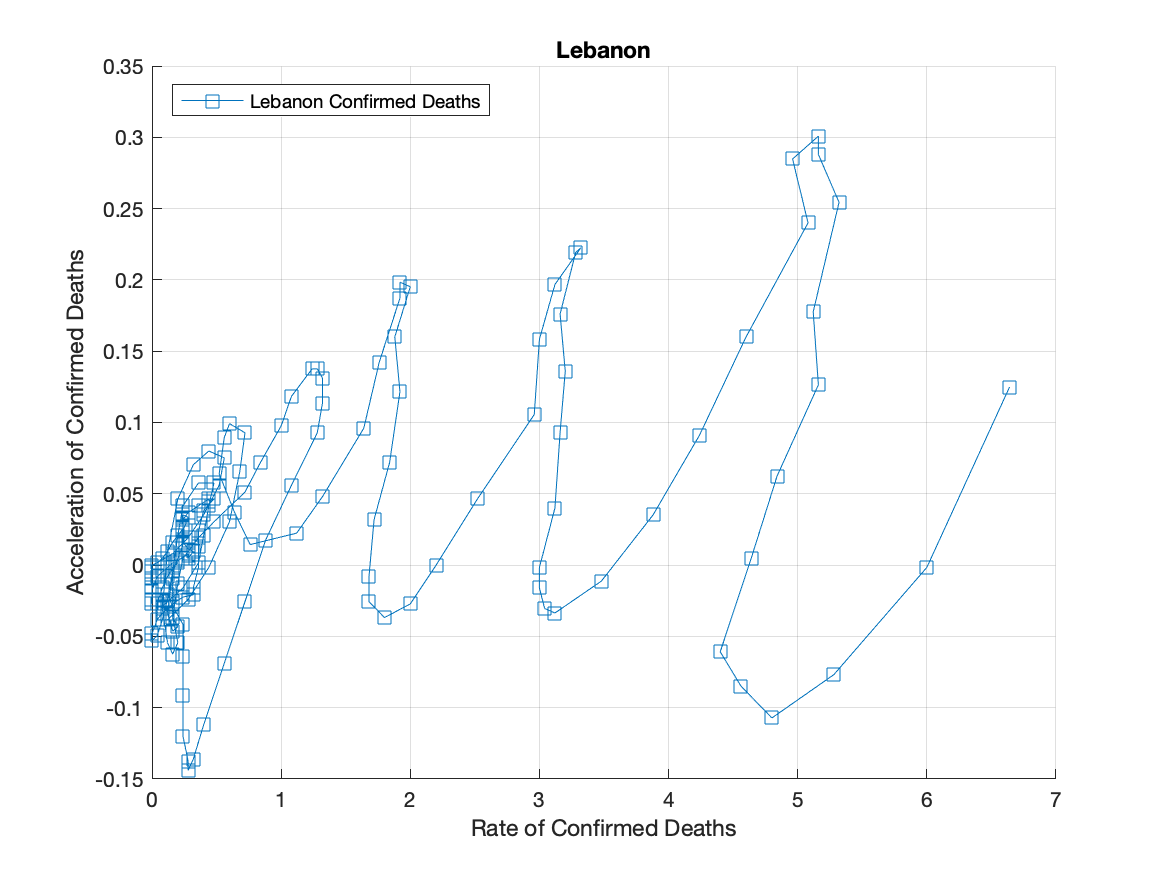 Lebanon
Lebanon Confirmed Deaths
0.35
0.3
0.25
0.2
0.15
0.1
0.05
0
-0.05
-0.1
-0.15
Acceleration of Confirmed Deaths
0 1 2 3 4 5 6 7
Rate of Confirmed Deaths